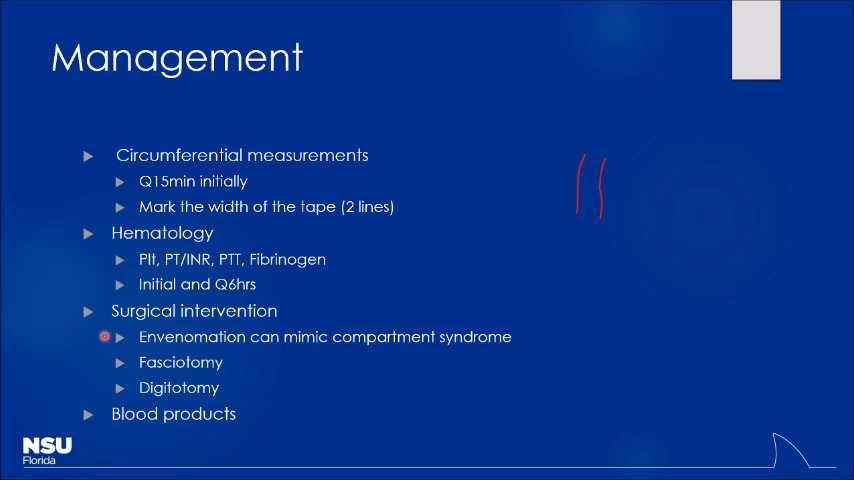 Management
Circumferential measurements
Q15min initially
Mark the width of the tape (2 lines)
Hematology
Plt, PT/INR, PTT, Fibrinogen
Initial and Q6hrs
Surgical intervention
Envenomation can mimic compartment syndrome
Fasciotomy
Digitotomy
Blood products
NSU
Florida